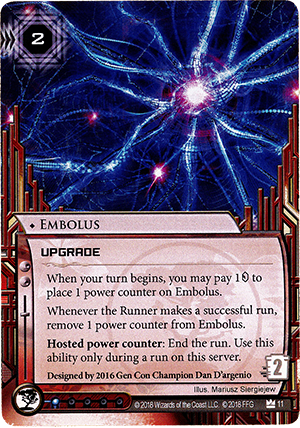 2
♦ EMBOLUS
UPGRADE
When your turn begins, you may pay 1 to
place 1 power counter on Embolus.
Whenever the Runner makes a successful run,
remove 1 power counter from Embolus.
Hosted power counter: End the run. Use this
ability only during a run on this server.
Designed by 2016 Gen Con Champion Dan D'argenio
2
Illus. Mariusz Siergiejew
© 2018 Wizards of the Coast LLC. © 2018 FFG
11